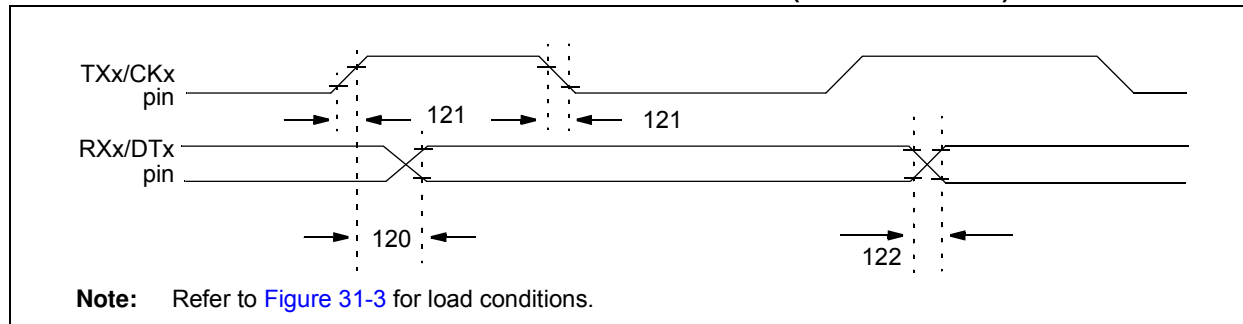 TXx/CKx
pin
121
121
RXx/DTx
pin
120
122
Note: Refer to Figure 31-3 for load conditions.